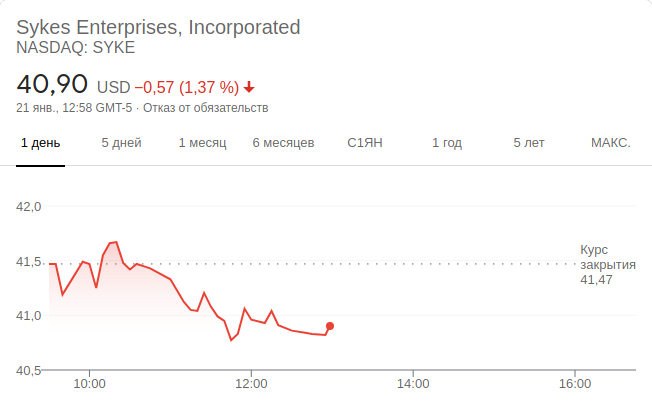 Sykes Enterprises, Incorporated
NASDAQ: SYKE
40,90 USD −0,57 (1,37 %)
21 янв., 12:58 GMT-5 · Отказ от обязательств
1 день 5 дней 1 месяц 6 месяцев С1ЯН 1 год 5 лет МАКС.
42,0
41,5
41,0
40,5
Курс
закрытия
41,47
10:00 12:00 14:00 16:00